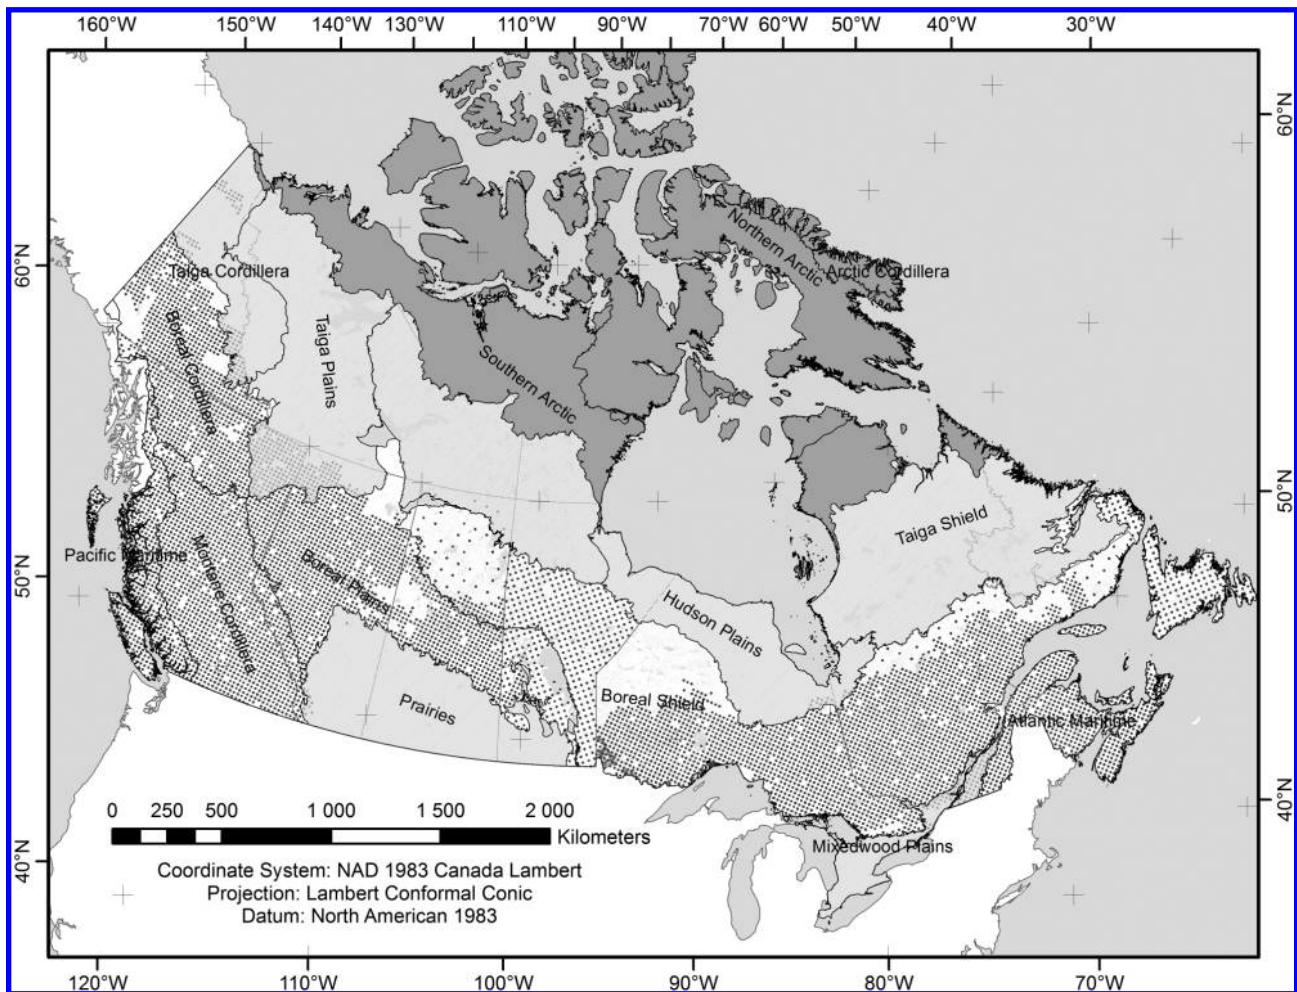 160°W 150°W 140°W 130°W 110°W 90°W 70°W 60°W 50°W 40°W 30°W
60°N
60°N
50°N
50°N
40°N
40°N
Northern Arctic
Arctic Cordillera
Taiga Cordillera
Boreal Cordillera
Taiga Plains
Southern Arctic
Taiga Shield
Pacific Maritime
Montane Cordillera
Boreal Plains
Hudson Plains
Prairies
Boreal Shield
Atlantic Maritime
Mixedwood Plains
0 250 500 1 000 1 500 2 000
Kilometers
Coordinate System: NAD 1983 Canada Lambert
Projection: Lambert Conformal Conic
Datum: North American 1983
120°W 110°W 100°W 90°W 80°W 70°W